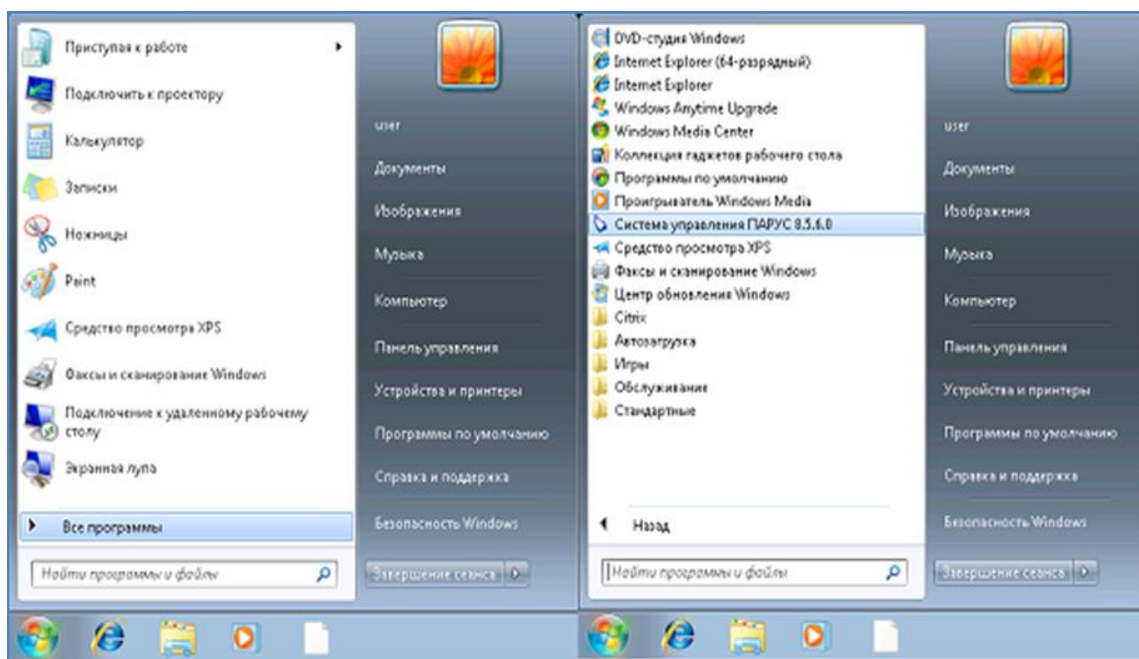 Приступая к работе
Подключить к проектору
Калькулятор
Записки
Ножницы
Paint
Средство просмотра XPS
Факсы и сканирование Windows
Подключение к удаленному рабочему
столу
Экранная лупа
Все программы
Найти программы и файлы
user
Документы
Изображения
Музыка
Компьютер
Панель управления
Устройства и принтеры
Программы по умолчанию
Справка и поддержка
Безопасность Windows
Завершение сеанса
DVD-студия Windows
Internet Explorer (64-разрядный)
Internet Explorer
Windows Anytime Upgrade
Windows Media Center
Коллекция гаджетов рабочего стола
Программы по умолчанию
Проигрыватель Windows Media
Система управления ПАРУС 8.5.6.0
Средство просмотра XPS
Факсы и сканирование Windows
Центр обновления Windows
Citrix
Автозагрузка
Игры
Обслуживание
Стандартные
Назад
Найти программы и файлы
user
Документы
Изображения
Музыка
Компьютер
Панель управления
Устройства и принтеры
Программы по умолчанию
Справка и поддержка
Безопасность Windows
Завершение сеанса